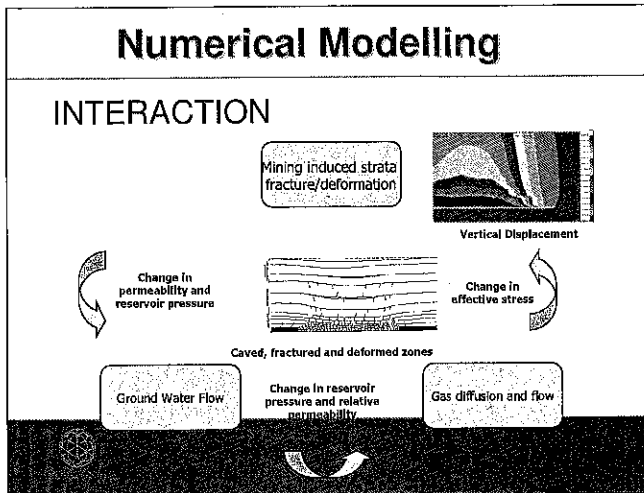 Numerical Modelling
INTERACTION
Mining induced strata
fracture/deformation
Vertical Displacement
Change in
permeability and
reservoir pressure
Change in
effective stress
Caved, fractured and deformed zones
Ground Water Flow
Change in reservoir
pressure and relative
permeability
Gas diffusion and flow